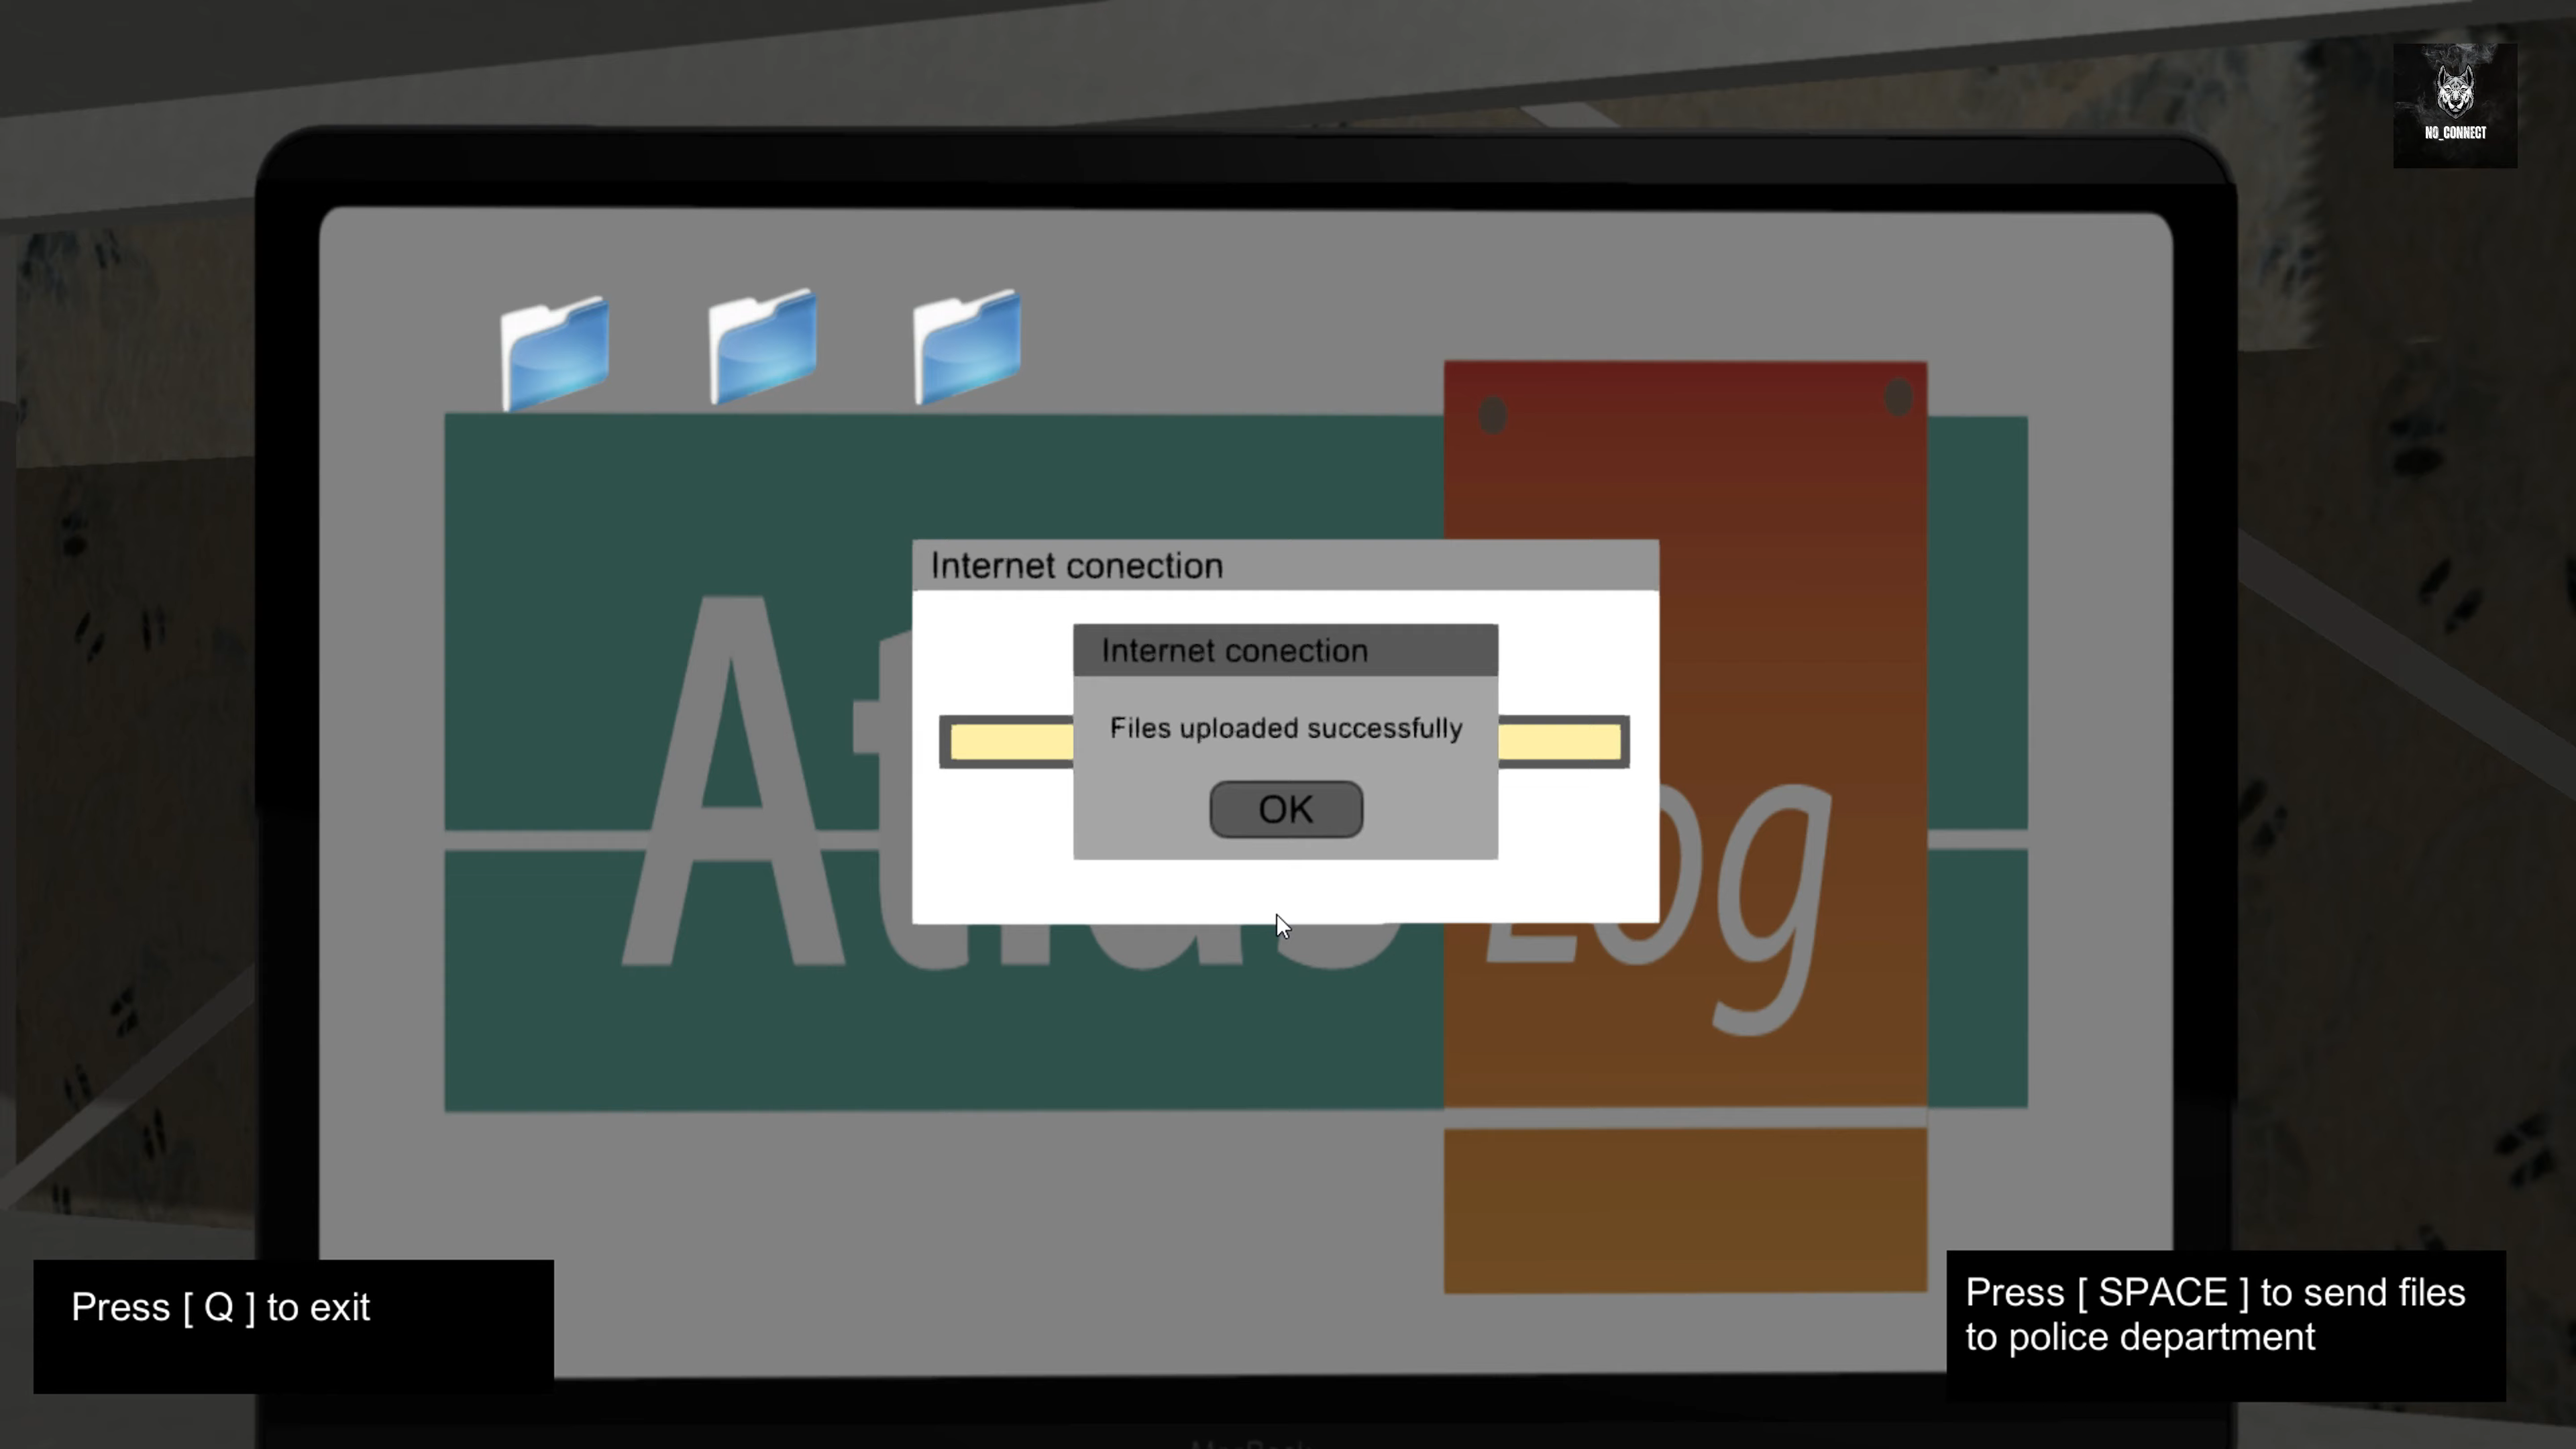 NO_CONNECT
Internet conection
Internet conection
Files uploaded successfully
OK
Log
Press [ Q ] to exit
Press [ SPACE ] to send files
to police department